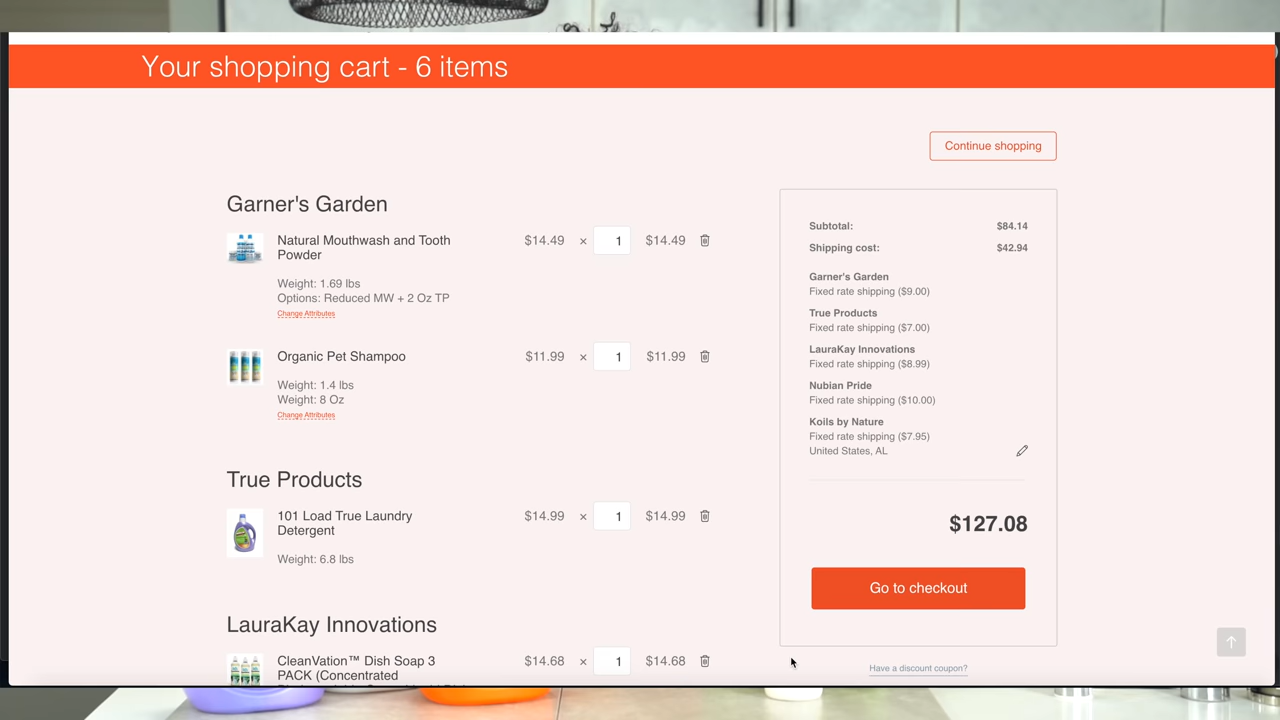 Your shopping cart - 6 items
Continue shopping
Garner's Garden
Natural Mouthwash and Tooth
Powder
$14.49 × 1 $14.49
Weight: 1.69 lbs
Options: Reduced MW + 2 Oz TP
Change Attributes
Organic Pet Shampoo
$11.99 × 1 $11.99
Weight: 1.4 lbs
Weight: 8 Oz
Change Attributes
True Products
101 Load True Laundry
Detergent
$14.99 × 1 $14.99
Weight: 6.8 lbs
LauraKay Innovations
CleanVation™ Dish Soap 3
PACK (Concentrated
$14.68 × 1 $14.68
Subtotal: $84.14
Shipping cost: $42.94
Garner's Garden
Fixed rate shipping ($9.00)
True Products
Fixed rate shipping ($7.00)
LauraKay Innovations
Fixed rate shipping ($8.99)
Nubian Pride
Fixed rate shipping ($10.00)
Koils by Nature
Fixed rate shipping ($7.95)
United States, AL
$127.08
Go to checkout
Have a discount coupon?